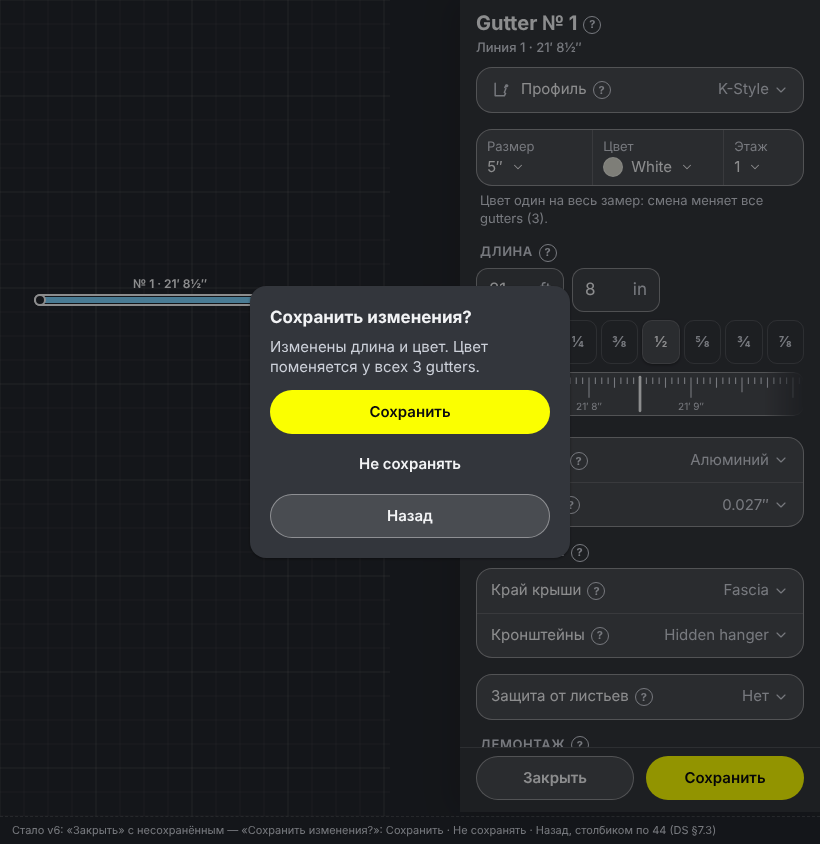 Gutter № 1 ?
Линия 1 · 21′ 8½″
Профиль ? K-Style
Размер Цвет Этаж
5″ White 1
Цвет один на весь замер: смена меняет все
gutters (3).
ДЛИНА ?
8 in
№ 1 · 21′ 8½″
Сохранить изменения?
Изменены длина и цвет. Цвет
поменяется у всех 3 gutters.
Сохранить
Не сохранять
Назад
¼ ⅜ ½ ⅝ ¾ ⅞
21′ 8″ 21′ 9″
? Алюминий
? 0.027″
?
Край крыши ? Fascia
Кронштейны ? Hidden hanger
Защита от листьев ? Нет
ДЕМОНТАЖ ?
Закрыть Сохранить
Стало v6: «Закрыть» с несохранённым — «Сохранить изменения?»: Сохранить · Не сохранять · Назад, столбиком по 44 (DS §7.3)